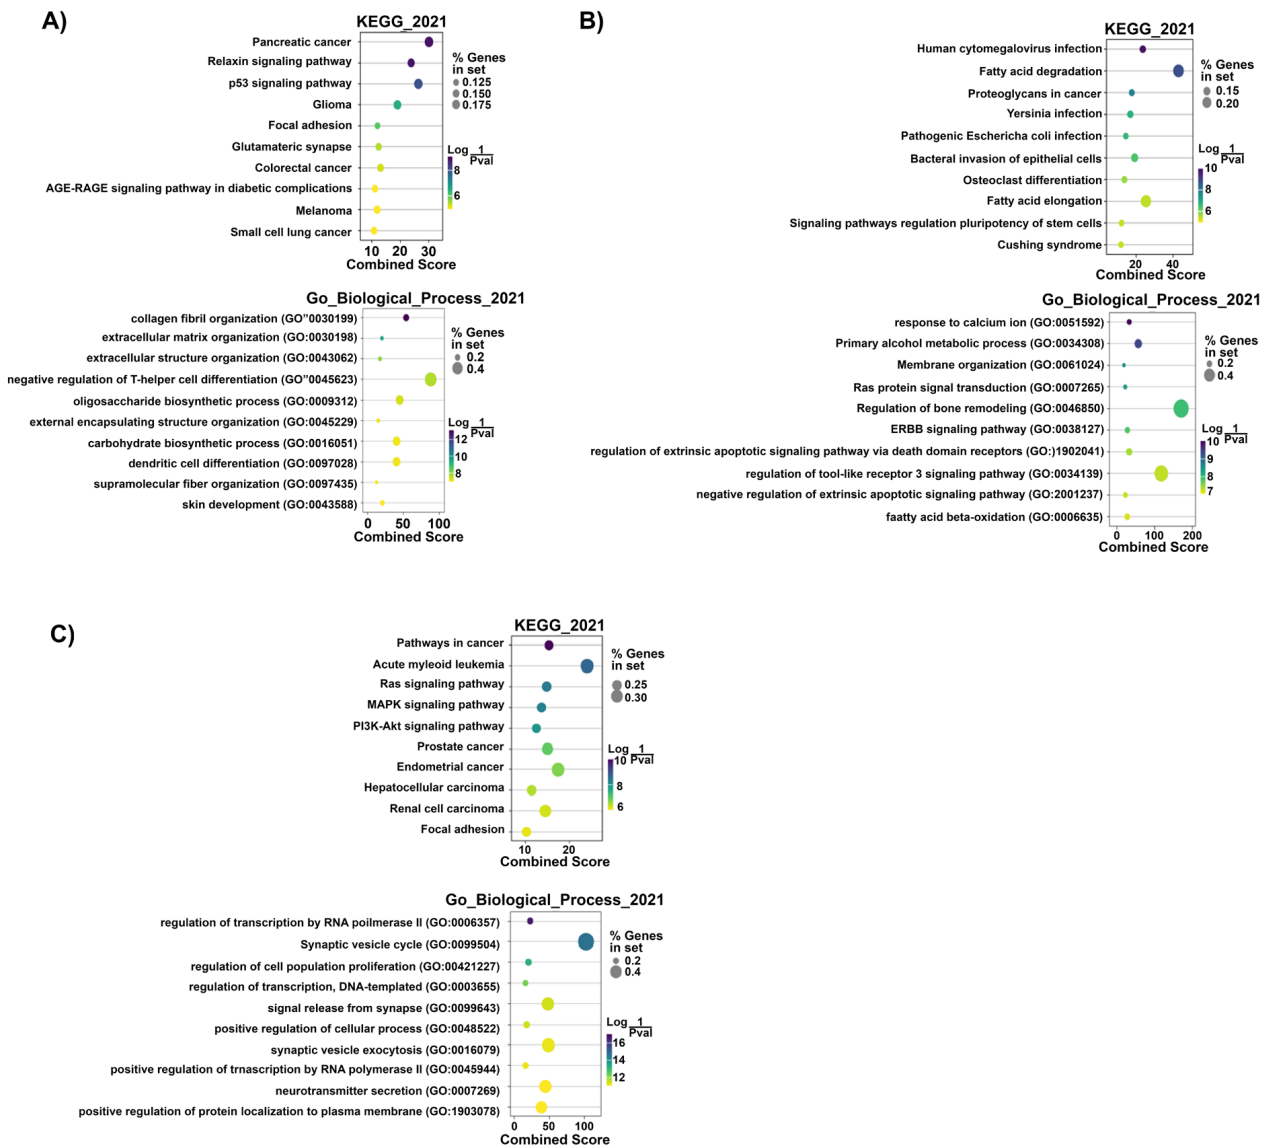 A)
KEGG_2021
Pancreatic cancer
Relaxin signaling pathway
p53 signaling pathway
Glioma
Focal adhesion
Glutameric synapse
Colorectal cancer
AGE-RAGE signaling pathway in diabetic complications
Melanoma
Small cell lung cancer
10 20 30
Combined Score
% Genes
in set
0.125
0.150
0.175
Log 1
Pval
8
6
Go_Biological_Process_2021
collagen fibril organization (GO"0030199)
extracellular matrix organization (GO:0030198)
extracellular structure organization (GO:0043062)
negative regulation of T-helper cell differentiation (GO"0045623)
oligosaccharide biosynthetic process (GO:0009312)
external encapsulating structure organization (GO:0045229)
carbohydrate biosynthetic process (GO:0016051)
dendritic cell differentiation (GO:0097028)
supramolecular fiber organization (GO:0097435)
skin development (GO:0043588)
0 50 100
Combined Score
% Genes
in set
0.2
0.4
Log 1
Pval
12
10
8
B)
KEGG_2021
Human cytomegalovirus infection
Fatty acid degradation
Proteoglycans in cancer
Yersinia infection
Pathogenic Eschericha coli infection
Bacteral invasion of epithelial cells
Osteoclast differentiation
Fatty acid elongation
Signaling pathways regulation pluripotency of stem cells
Cushing syndrome
20 40
Combined Score
% Genes
in set
0.15
0.20
Log 1
Pval
10
8
6
Go_Biological_Process_2021
response to calcium ion (GO:0051592)
Primary alcohol metabolic process (GO:0034308)
Membrane organization (GO:0061024)
Ras protein signal transduction (GO:0007265)
Regulation of bone remodeling (GO:0046850)
ERBB signaling pathway (GO:0038127)
regulation of extrinsic apoptotic signaling pathway via death domain receptors (GO:)1902041)
regulation of tool-like receptor 3 signaling pathway (GO:0034139)
negative regulation of extrinsic apoptotic signaling pathway (GO:2001237)
faatty acid beta-oxidation (GO:0006635)
0 100 200
Combined Score
% Genes
in set
0.2
0.4
Log 1
Pval
10
9
8
7
C)
KEGG_2021
Pathways in cancer
Acute myleoid leukemia
Ras signaling pathway
MAPK signaling pathway
PI3K-Akt signaling pathway
Prostate cancer
Endometrial cancer
Hepatocellular carcinoma
Renal cell carcinoma
Focal adhesion
10 20
Combined Score
% Genes
in set
0.25
0.30
Log 1
Pval
10
8
6
Go_Biological_Process_2021
regulation of transcription by RNA poilmerase II (GO:0006357)
Synaptic vesicle cycle (GO:0099504)
regulation of cell population proliferation (GO:00421227)
regulation of transcription, DNA-templated (GO:0003655)
signal release from synapse (GO:0099643)
positive regulation of cellular process (GO:0048522)
synaptic vesicle exocytosis (GO:0016079)
positive regulation of trnascription by RNA polymerase II (GO:0045944)
neurotransmitter secretion (GO:0007269)
positive regulation of protein localization to plasma membrane (GO:1903078)
0 50 100
Combined Score
% Genes
in set
0.2
0.4
Log 1
Pval
16
14
12